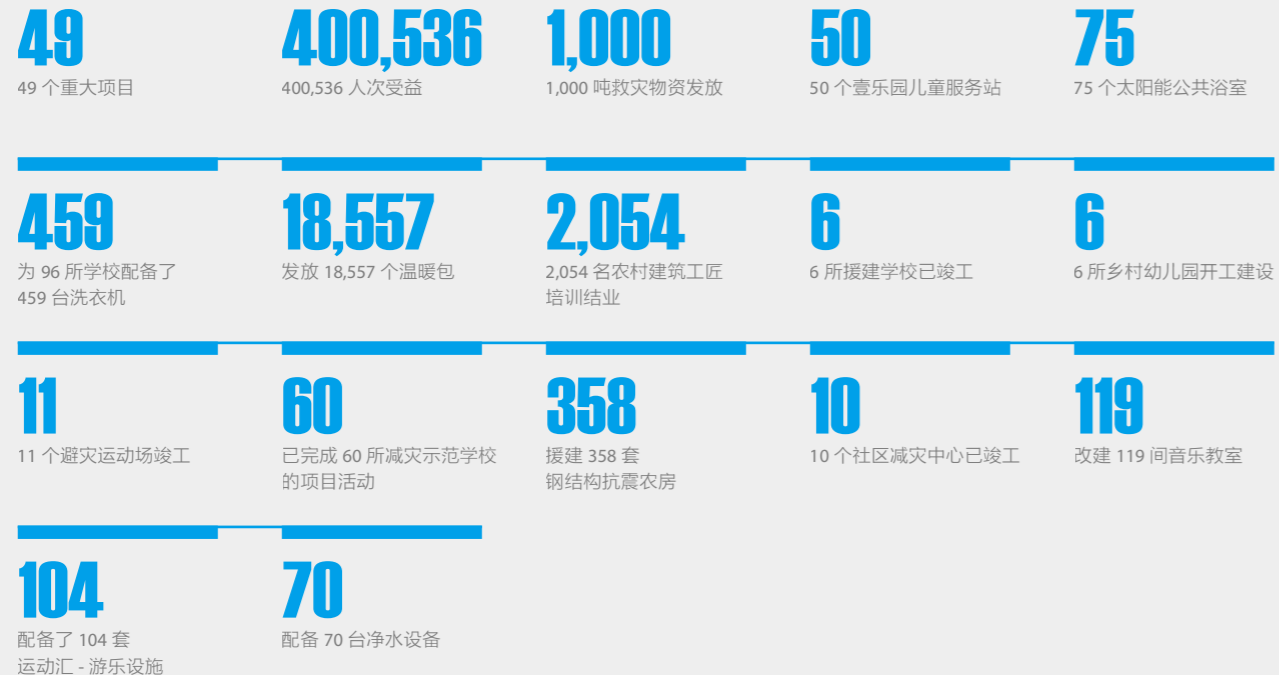 49
49 个重大项目
400,536
400,536 人次受益
1,000
1,000 吨救灾物资发放
50
50 个壹乐园儿童服务站
75
75 个太阳能公共浴室
459
为 96 所学校配备了
459 台洗衣机
18,557
发放 18,557 个温暖包
2,054
2,054 名农村建筑工匠
培训结业
6
6 所援建学校已竣工
6
6 所乡村幼儿园开工建设
11
11 个避灾运动场竣工
60
已完成 60 所减灾示范学校
的项目活动
358
援建 358 套
钢结构抗震农房
10
10 个社区减灾中心已竣工
119
改建 119 间音乐教室
104
配备了 104 套
运动汇 - 游乐设施
70
配备 70 台净水设备